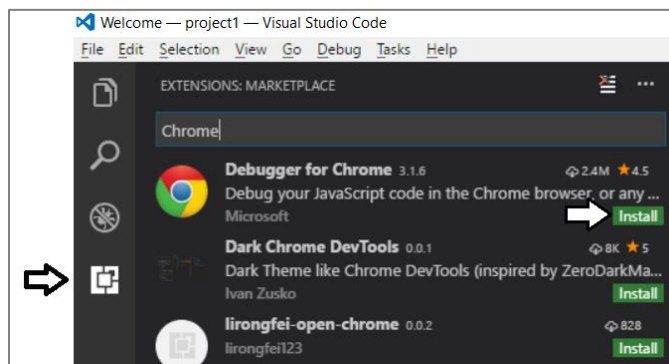 Welcome — project1 — Visual Studio Code
File Edit Selection View Go Debug Tasks Help
EXTENSIONS: MARKETPLACE
Chrome
Debugger for Chrome 3.1.6 2.4M ★4.5
Debug your JavaScript code in the Chrome browser, or any ...
Microsoft Install
Dark Chrome DevTools 0.0.1 8K ★5
Dark Theme like Chrome DevTools (inspired by ZeroDarkMa...
Ivan Zusko Install
lirongfei-open-chrome 0.0.2 828
lirongfei123 Install